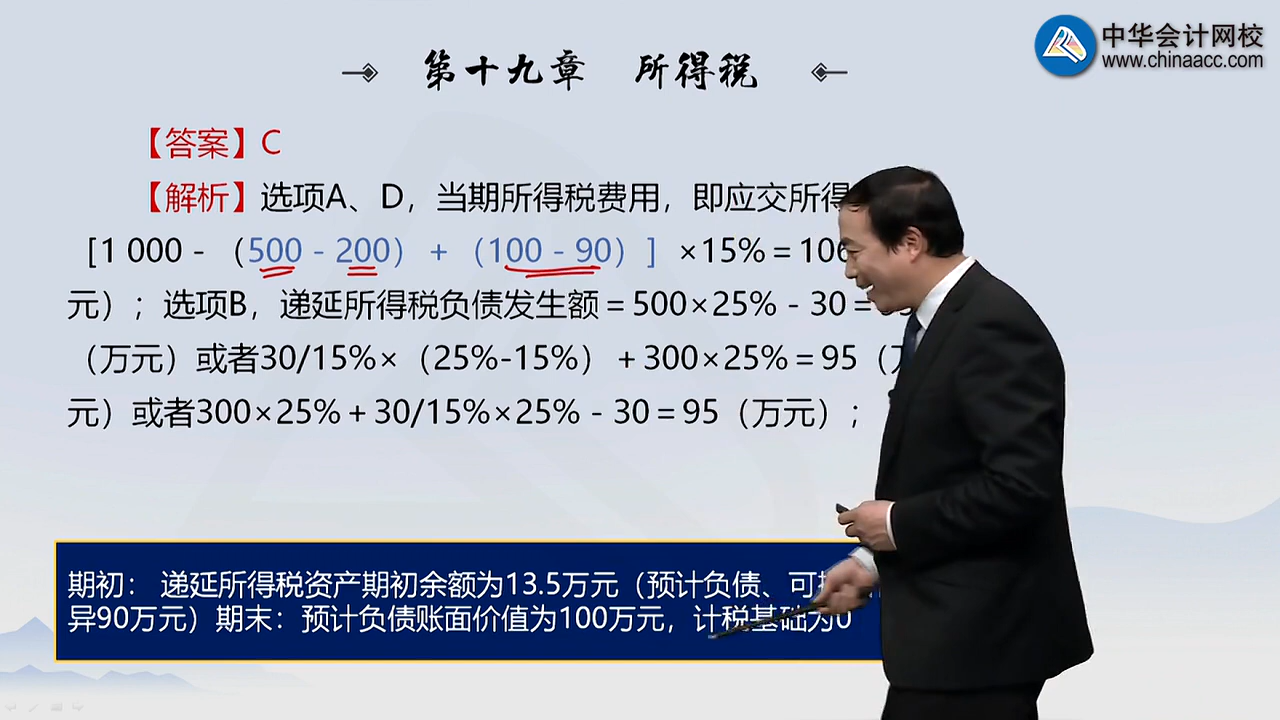 中华会计网校
www.chinaacc.com
第十九章 所得税
【答案】C
【解析】选项A、D，当期所得税费用，即应交所得
[1 000 -（500 - 200）+（100 - 90）] ×15%＝106
元）；选项B，递延所得税负债发生额＝500×25% - 30＝
（万元）或者30/15%×（25%-15%）+300×25%＝95（万
元）或者300×25%+30/15%×25% - 30＝95（万元）；
期初： 递延所得税资产期初余额为13.5万元（预计负债、可
异90万元）期末：预计负债账面价值为100万元，计税基础为0